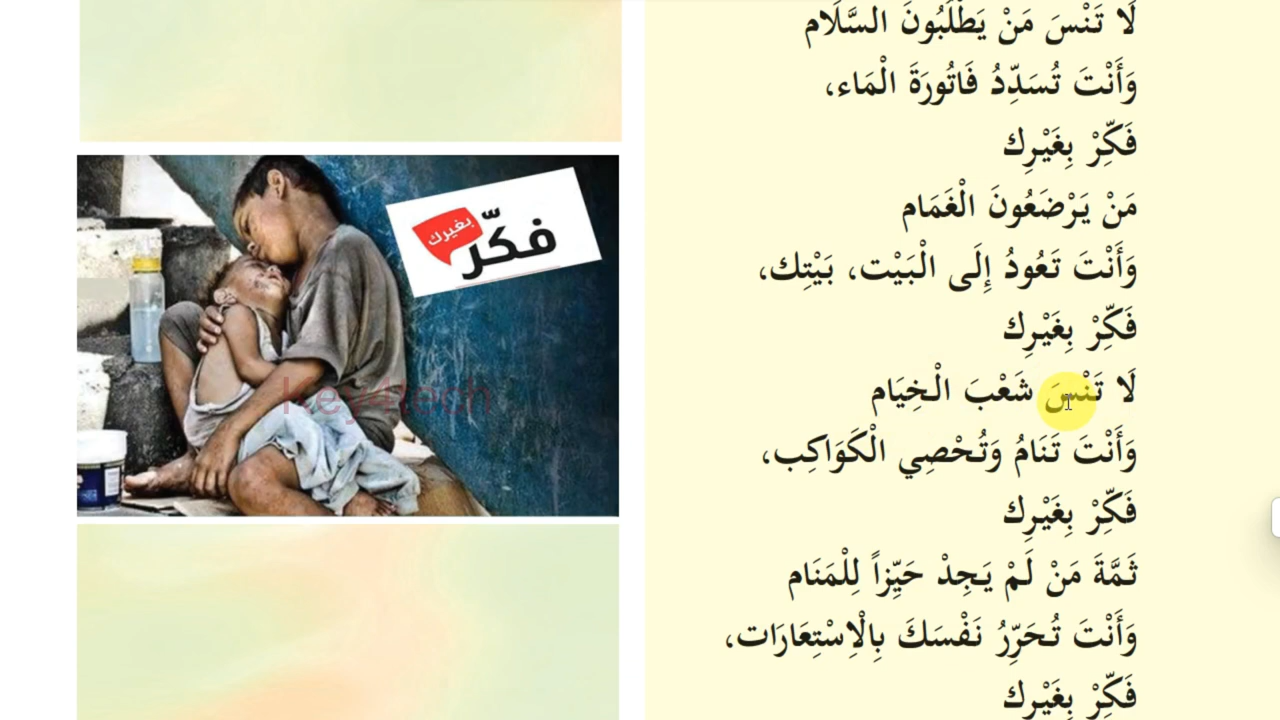 لَا تَنْسَ مَنْ يَطْلُبُونَ السَّلَام
وَأَنْتَ تُسَدِّدُ فَاتُورَةَ الْمَاء،
فَكِّرْ بِغَيْرِك
مَنْ يَرْضَعُونَ الْغَمَام
وَأَنْتَ تَعُودُ إِلَى الْبَيْت، بَيْتِك،
فَكِّرْ بِغَيْرِك
لَا تَنْسَ شَعْبَ الْخِيَام
وَأَنْتَ تَنَامُ وَتُحْصِي الْكَوَاكِب،
فَكِّرْ بِغَيْرِك
ثَمَّةَ مَنْ لَمْ يَجِدْ حَيِّزاً لِلْمَنَام
وَأَنْتَ تُحَرِّرُ نَفْسَكَ بِالْاِسْتِعَارَات،
فَكِّرْ بِغَيْرِك
فكّر
بغيرك
Key4tech